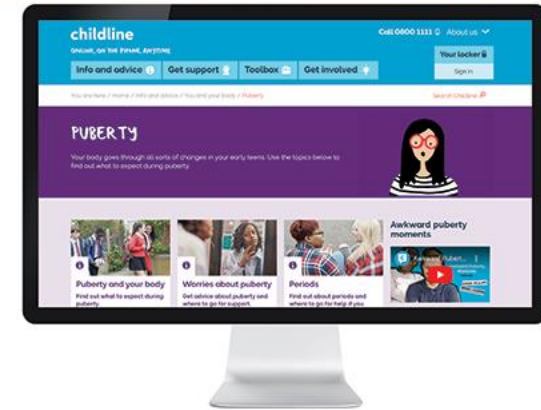 childline
ONLINE, ON THE PHONE, ANYTIME
Call 0800 1111
About us
Your locker
Sign in
Info and advice
Get support
Toolbox
Get involved
You are here / Home / Info and advice / You and your body / Puberty
Search Childline
PUBERTY
Your body goes through all sorts of changes in your early teens. Use the topics below to
find out what to expect during puberty.
Awkward puberty
moments
Puberty and your body
Find out what to expect during
puberty.
Worries about puberty
Get advice about puberty and
where to go for support.
Periods
Find out about periods and
where to go for help if you